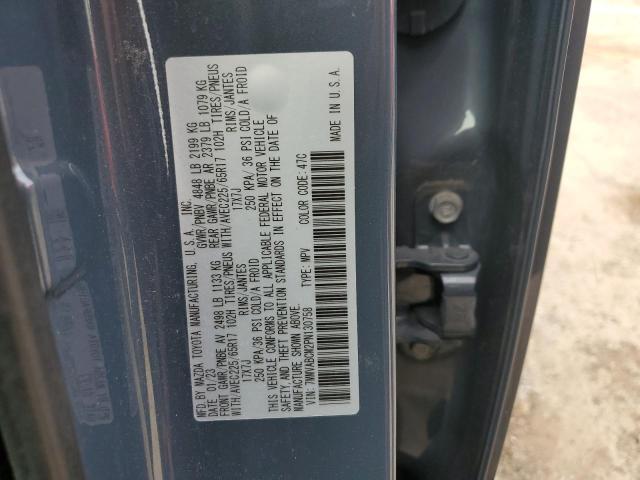 MFD.BY MAZDA TOYOTA MANUFACTURING, U.S.A., INC.
DATE: 01/23 GVWR/PNBV 4848 LB 2199 KG
FRONT GAWR/PNBE AV 2498 LB 1133 KG REAR GAWR/PNBE AR 2379 LB 1079 KG
WITH/AVEC225/65R17 102H TIRES/PNEUS WITH/AVEC225/65R17 102H TIRES/PNEUS
17X7J RIMS/JANTES 17X7J RIMS/JANTES
250 KPA/36 PSI COLD/A FROID 250 KPA/ 36 PSI COLD/A FROID
THIS VEHICLE CONFORMS TO ALL APPLICABLE FEDERAL MOTOR VEHICLE
SAFETY AND THEFT PREVENTION STANDARDS IN EFFECT ON THE DATE OF
MANUFACTURE SHOWN ABOVE.
VIN: 7MMVABCM2PN130758 TYPE: MPV COLOR CODE: 47C MADE IN U.S.A.